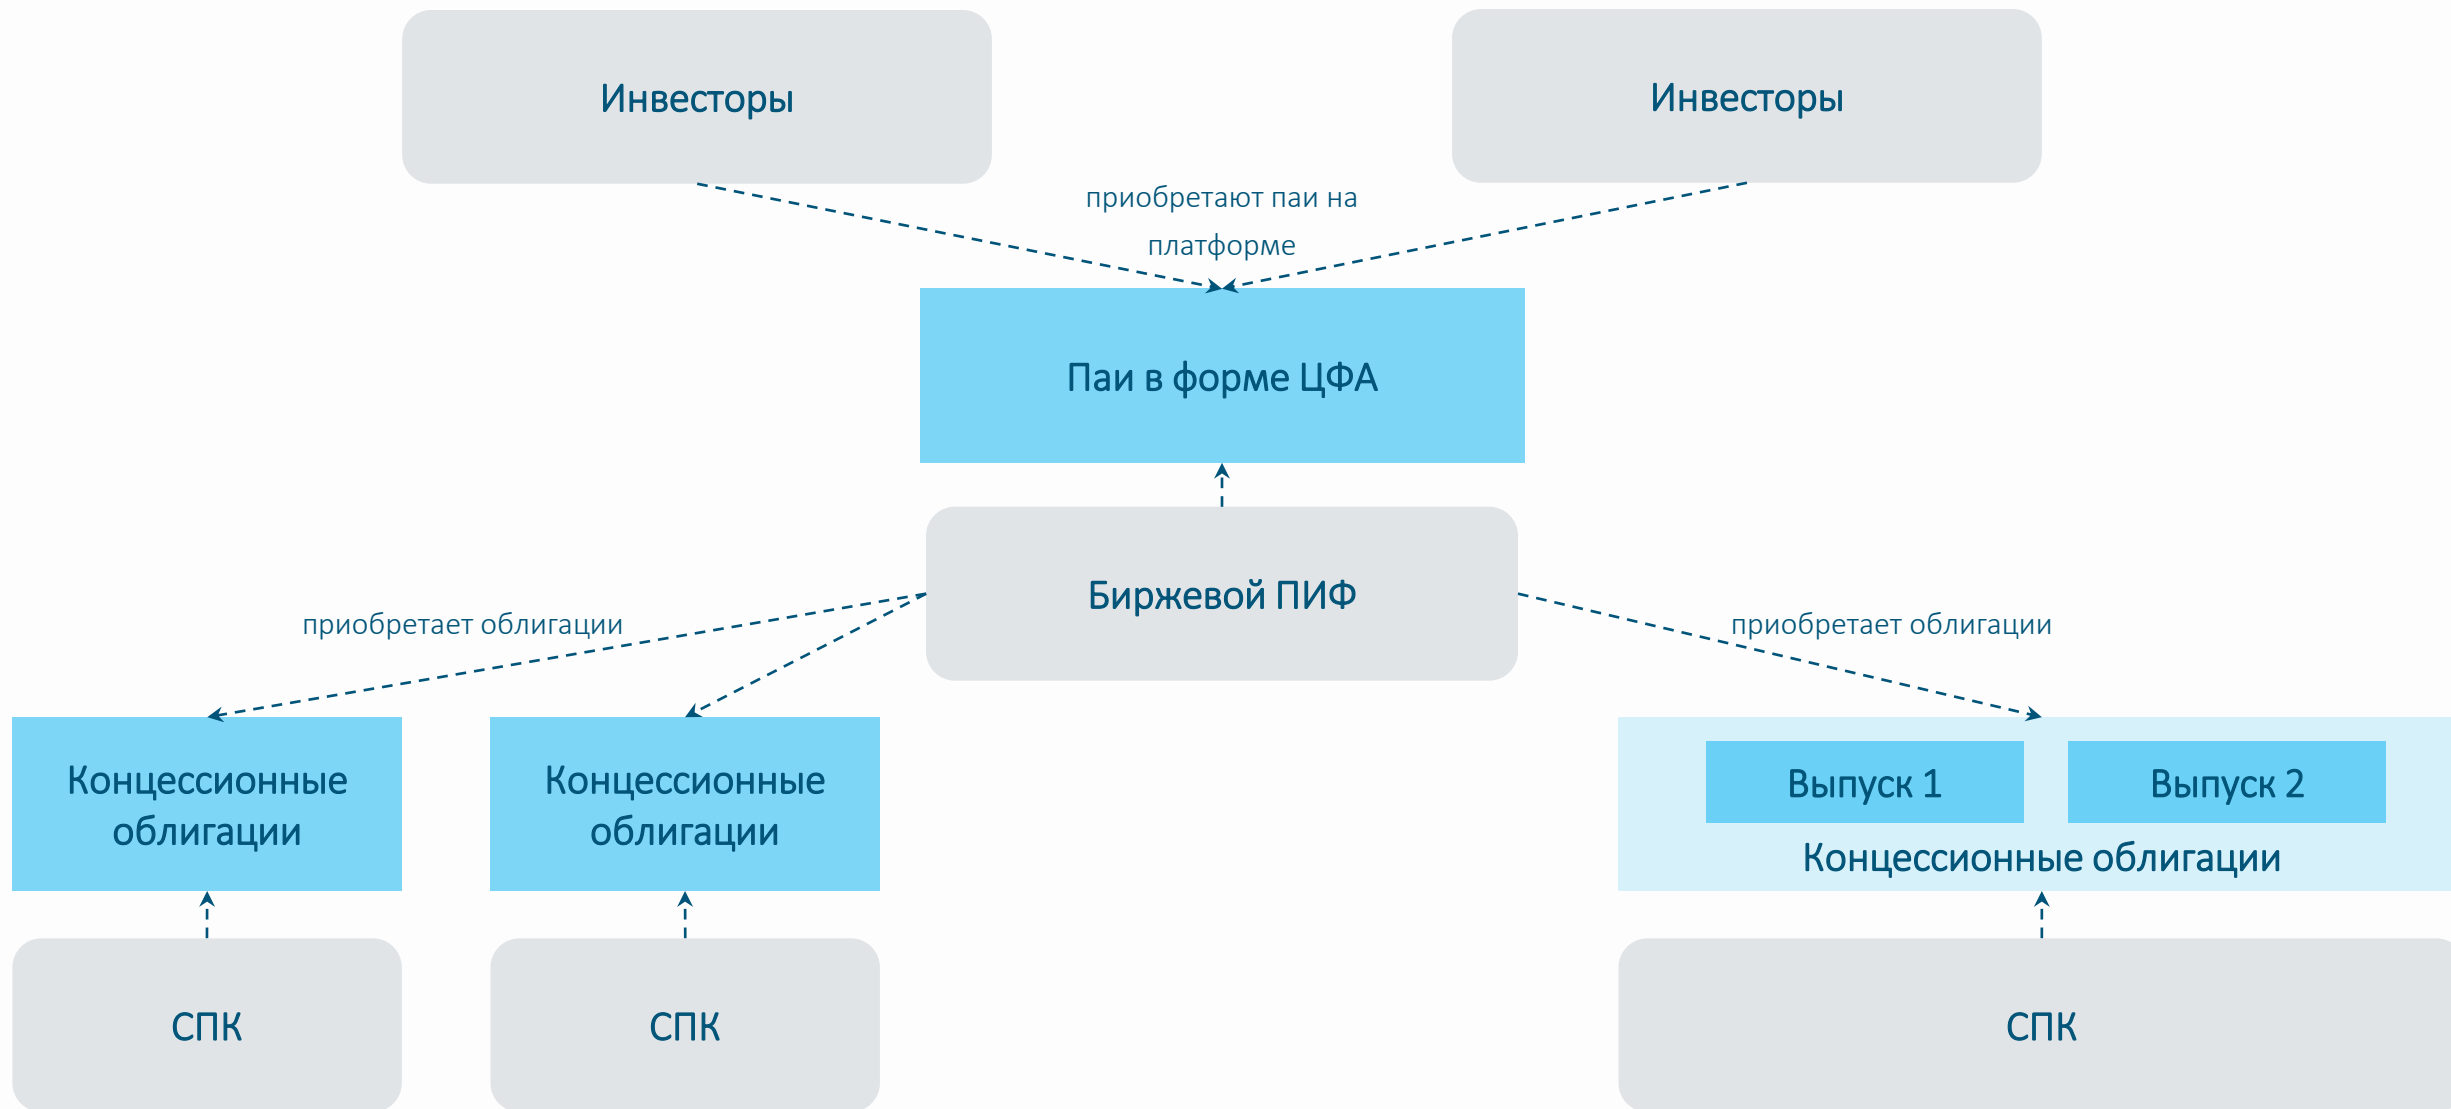 Инвесторы
Инвесторы
приобретают паи на
платформе
Паи в форме ЦФА
Биржевой ПИФ
приобретает облигации
приобретает облигации
Концессионные
облигации
Концессионные
облигации
Выпуск 1
Выпуск 2
Концессионные облигации
СПК
СПК
СПК